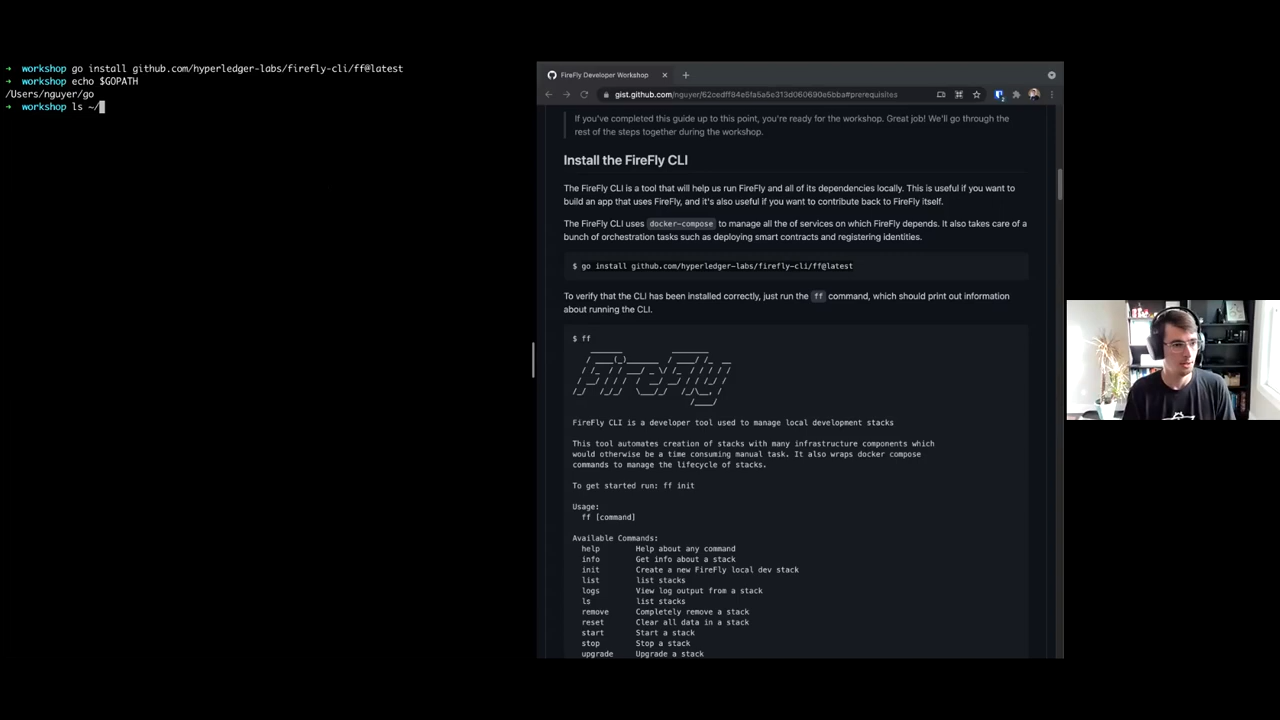 ➜ workshop go install github.com/hyperledger-labs/firefly-cli/ff@latest
➜ workshop echo $GOPATH
/Users/nguyer/go
➜ workshop ls ~/
FireFly Developer Workshop
gist.github.com/nguyer/62cedff84e5fa5a5e313d060690e5bba#prerequisites
If you've completed this guide up to this point, you're ready for the workshop. Great job! We'll go through the
rest of the steps together during the workshop.
Install the FireFly CLI
The FireFly CLI is a tool that will help us run FireFly and all of its dependencies locally. This is useful if you want to
build an app that uses FireFly, and it's also useful if you want to contribute back to FireFly itself.
The FireFly CLI uses docker-compose to manage all the of services on which FireFly depends. It also takes care of a
bunch of orchestration tasks such as deploying smart contracts and registering identities.
$ go install github.com/hyperledger-labs/firefly-cli/ff@latest
To verify that the CLI has been installed correctly, just run the ff command, which should print out information
about running the CLI.
$ ff
FireFly
FireFly CLI is a developer tool used to manage local development stacks
This tool automates creation of stacks with many infrastructure components which
would otherwise be a time consuming manual task. It also wraps docker compose
commands to manage the lifecycle of stacks.
To get started run: ff init
Usage:
ff [command]
Available Commands:
help Help about any command
info Get info about a stack
init Create a new FireFly local dev stack
list list stacks
logs View log output from a stack
ls list stacks
remove Completely remove a stack
reset Clear all data in a stack
start Start a stack
stop Stop a stack
upgrade Upgrade a stack